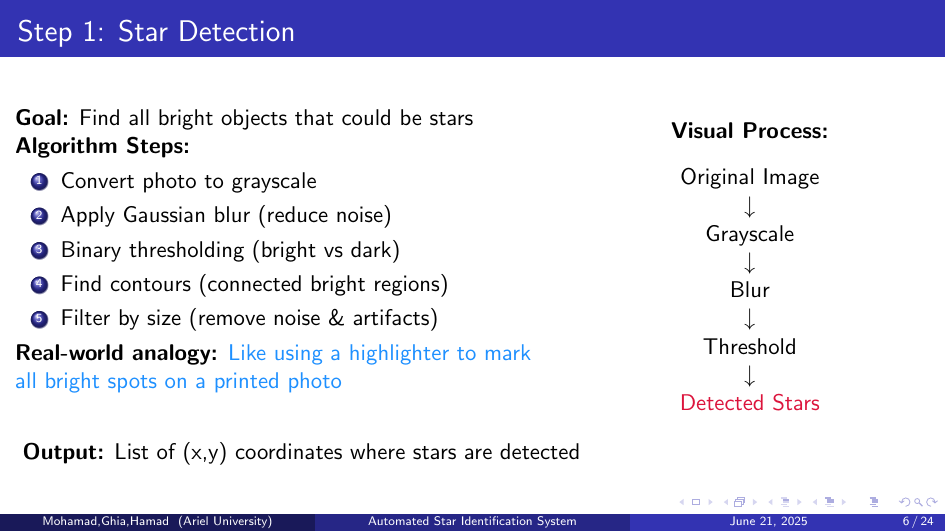 Step 1: Star Detection
Goal: Find all bright objects that could be stars
Algorithm Steps:
1 Convert photo to grayscale
2 Apply Gaussian blur (reduce noise)
3 Binary thresholding (bright vs dark)
4 Find contours (connected bright regions)
5 Filter by size (remove noise & artifacts)
Real-world analogy: Like using a highlighter to mark
all bright spots on a printed photo
Output: List of (x,y) coordinates where stars are detected
Visual Process:
Original Image
↓
Grayscale
↓
Blur
↓
Threshold
↓
Detected Stars
Mohamad,Ghia,Hamad (Ariel University)
Automated Star Identification System
June 21, 2025
6 / 24